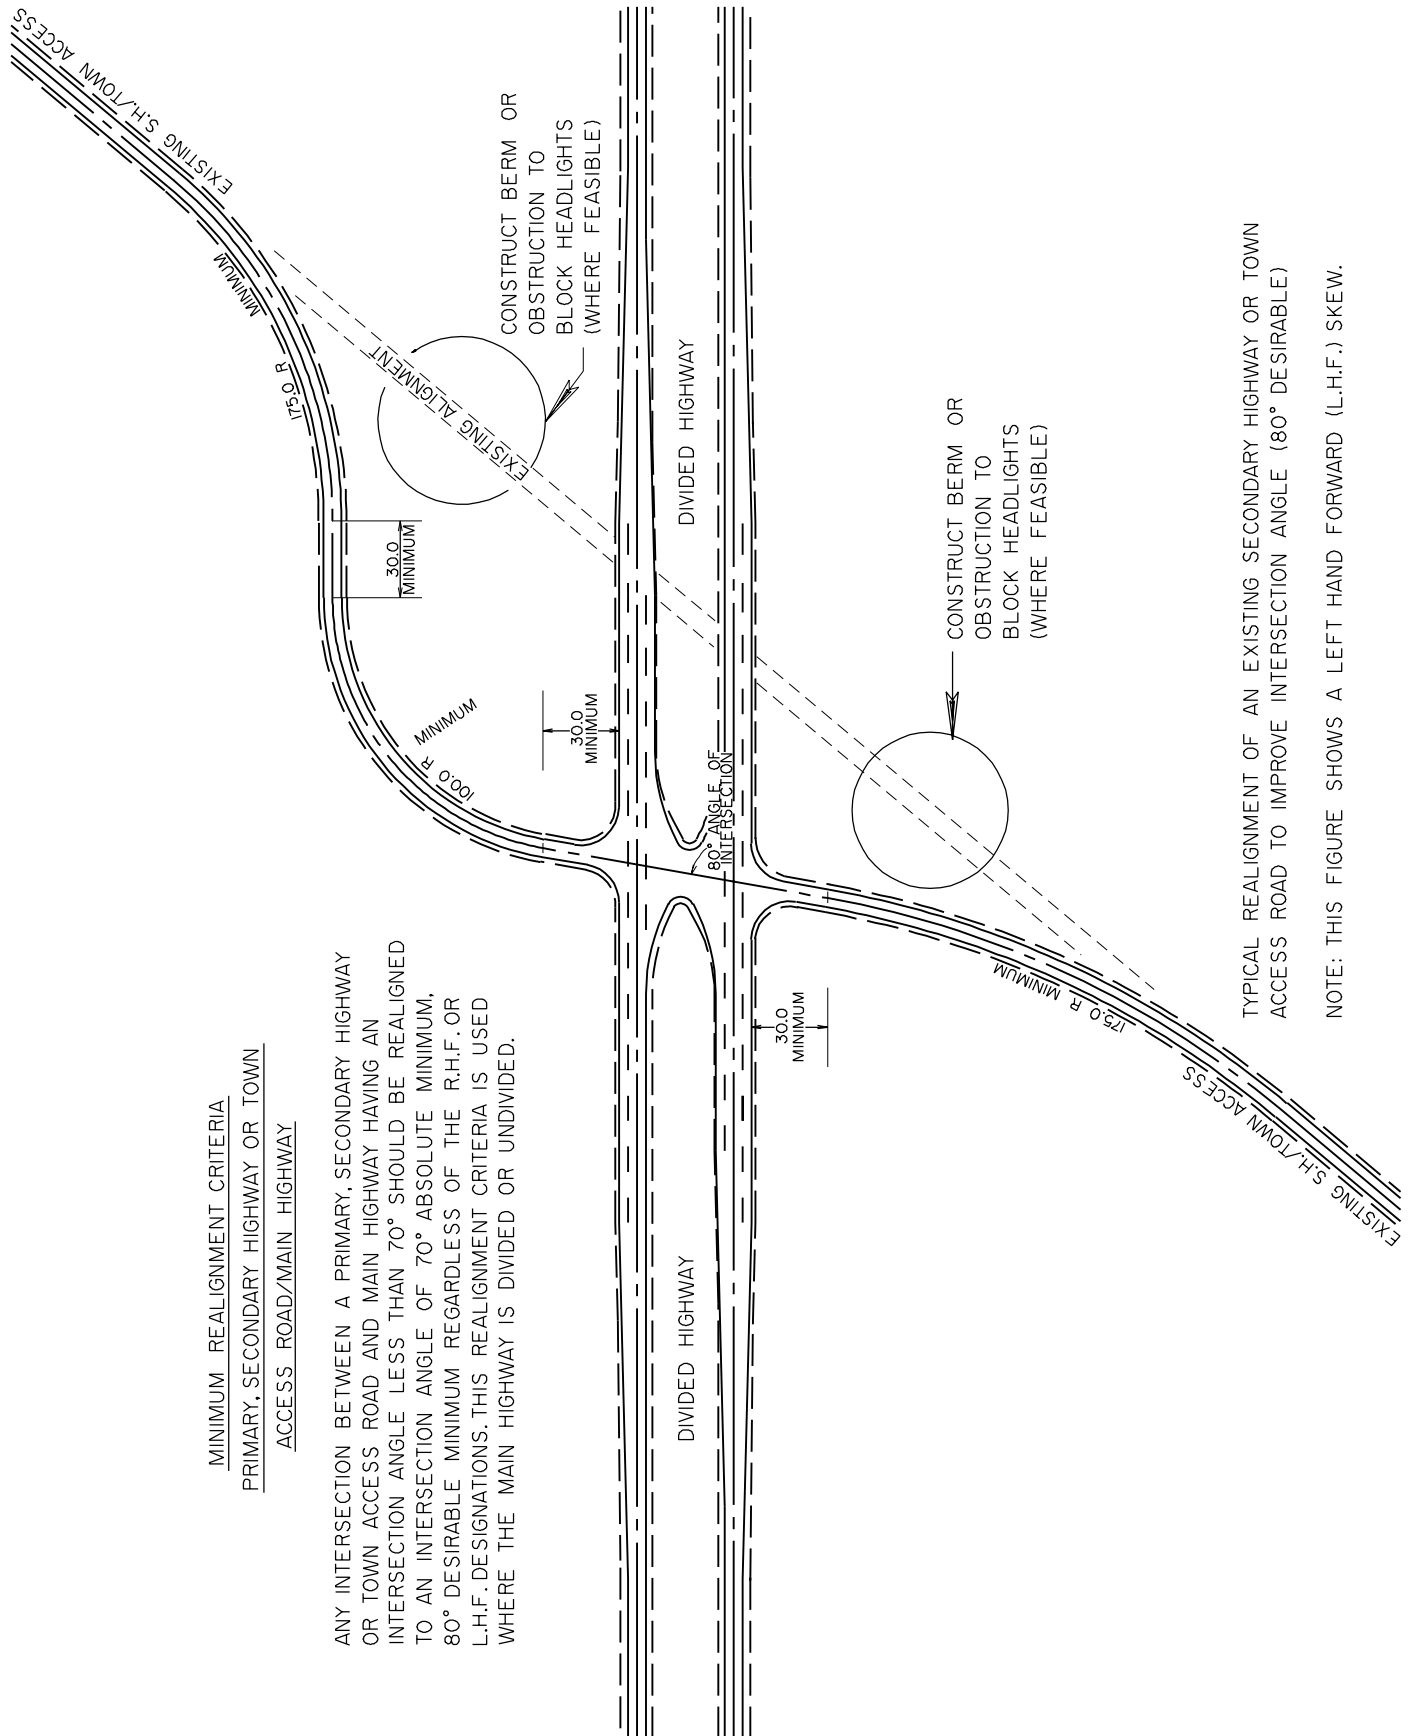 MINIMUM REALIGNMENT CRITERIA
PRIMARY, SECONDARY HIGHWAY OR TOWN
ACCESS ROAD/MAIN HIGHWAY
ANY INTERSECTION BETWEEN A PRIMARY, SECONDARY HIGHWAY
OR TOWN ACCESS ROAD AND MAIN HIGHWAY HAVING AN
INTERSECTION ANGLE LESS THAN 70° SHOULD BE REALIGNED
TO AN INTERSECTION ANGLE OF 70° ABSOLUTE MINIMUM,
80° DESIRABLE MINIMUM REGARDLESS OF THE R.H.F. OR
L.H.F. DESIGNATIONS. THIS REALIGNMENT CRITERIA IS USED
WHERE THE MAIN HIGHWAY IS DIVIDED OR UNDIVIDED.
EXISTING S.H./TOWN ACCESS
MINIMUM
175.0 R
30.0
MINIMUM
100.0 R
MINIMUM
30.0
MINIMUM
EXISTING ALIGNMENT
CONSTRUCT BERM OR
OBSTRUCTION TO
BLOCK HEADLIGHTS
(WHERE FEASIBLE)
DIVIDED HIGHWAY
DIVIDED HIGHWAY
80° ANGLE OF
INTERSECTION
30.0
MINIMUM
175.0 R MINIMUM
EXISTING S.H./TOWN ACCESS
CONSTRUCT BERM OR
OBSTRUCTION TO
BLOCK HEADLIGHTS
(WHERE FEASIBLE)
TYPICAL REALIGNMENT OF AN EXISTING SECONDARY HIGHWAY OR TOWN
ACCESS ROAD TO IMPROVE INTERSECTION ANGLE (80° DESIRABLE)
NOTE: THIS FIGURE SHOWS A LEFT HAND FORWARD (L.H.F.) SKEW.